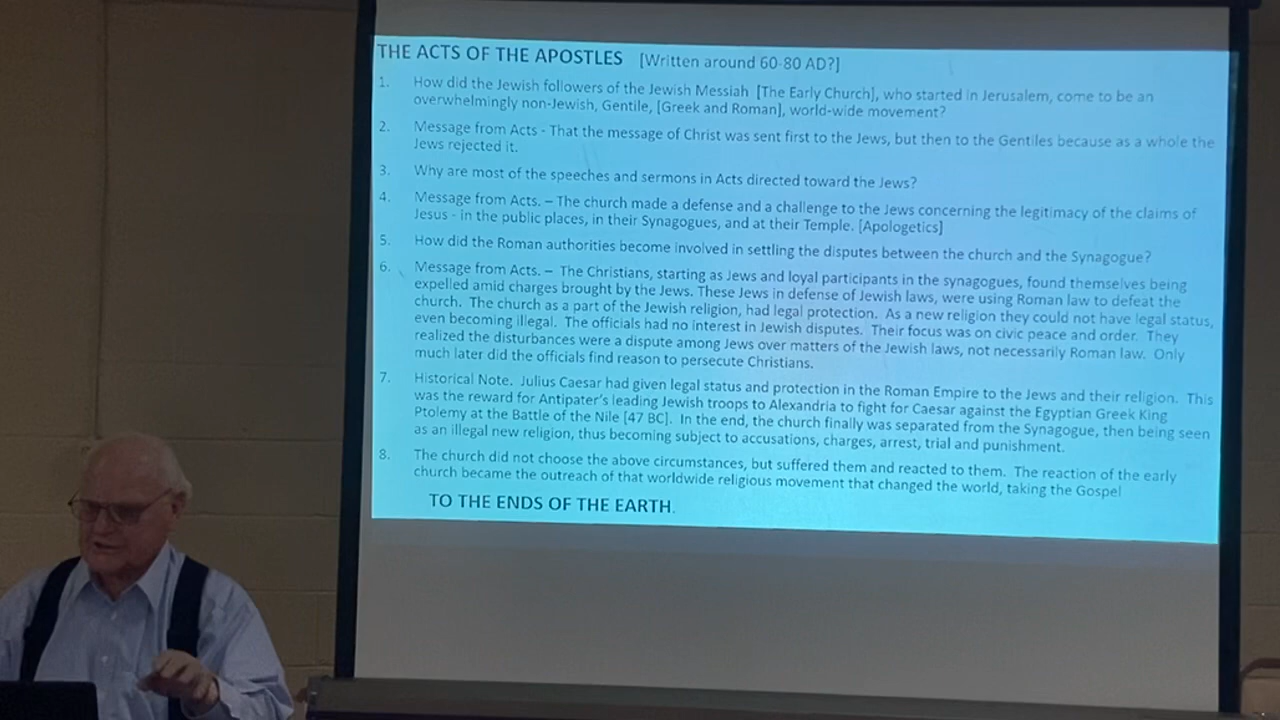 THE ACTS OF THE APOSTLES [Written around 60-80 AD?]
1. How did the Jewish followers of the Jewish Messiah [The Early Church], who started in Jerusalem, come to be an
overwhelmingly non-Jewish, Gentile, [Greek and Roman], world-wide movement?
2. Message from Acts - That the message of Christ was sent first to the Jews, but then to the Gentiles because as a whole the
Jews rejected it.
3. Why are most of the speeches and sermons in Acts directed toward the Jews?
4. Message from Acts. – The church made a defense and a challenge to the Jews concerning the legitimacy of the claims of
Jesus - in the public places, in their Synagogues, and at their Temple. [Apologetics]
5. How did the Roman authorities become involved in settling the disputes between the church and the Synagogue?
6. Message from Acts. – The Christians, starting as Jews and loyal participants in the synagogues, found themselves being
expelled amid charges brought by the Jews. These Jews in defense of Jewish laws, were using Roman law to defeat the
church. The church as a part of the Jewish religion, had legal protection. As a new religion they could not have legal status,
even becoming illegal. The officials had no interest in Jewish disputes. Their focus was on civic peace and order. They
realized the disturbances were a dispute among Jews over matters of the Jewish laws, not necessarily Roman law. Only
much later did the officials find reason to persecute Christians.
7. Historical Note. Julius Caesar had given legal status and protection in the Roman Empire to the Jews and their religion. This
was the reward for Antipater's leading Jewish troops to Alexandria to fight for Caesar against the Egyptian Greek King
Ptolemy at the Battle of the Nile [47 BC]. In the end, the church finally was separated from the Synagogue, then being seen
as an illegal new religion, thus becoming subject to accusations, charges, arrest, trial and punishment.
8. The church did not choose the above circumstances, but suffered them and reacted to them. The reaction of the early
church became the outreach of that worldwide religious movement that changed the world, taking the Gospel
TO THE ENDS OF THE EARTH.